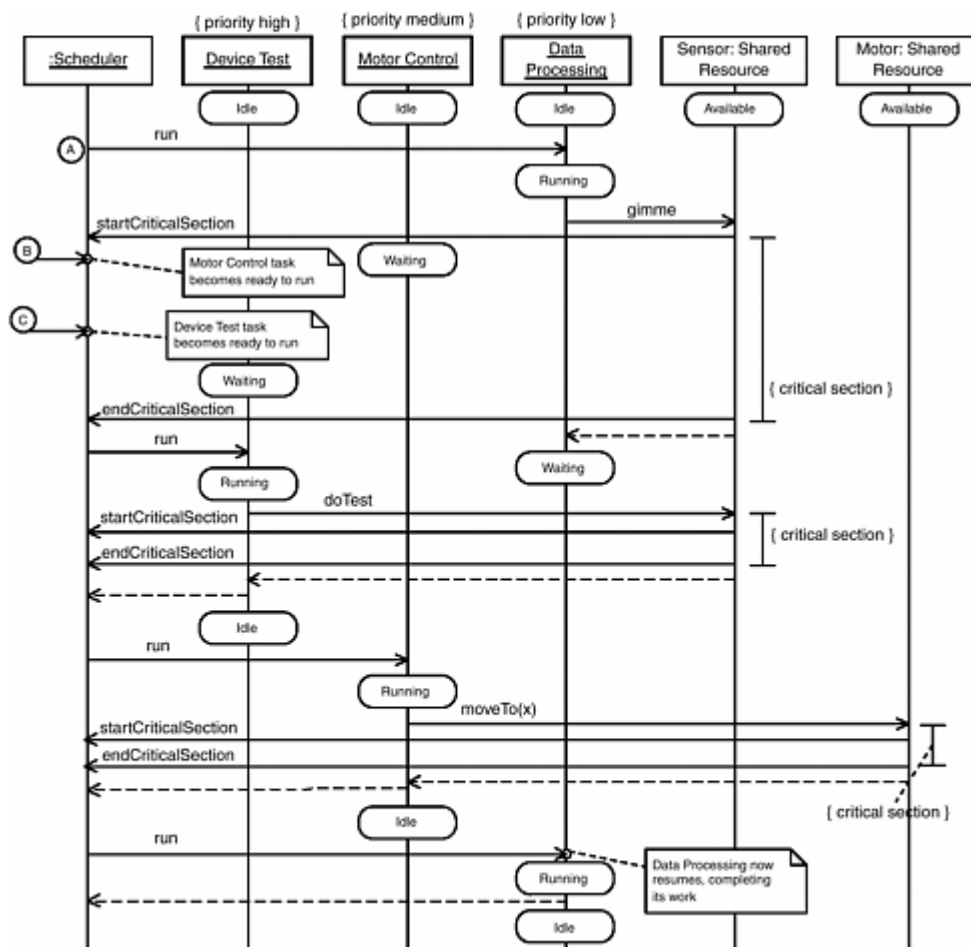 { priority high }
{ priority medium }
{ priority low }
:Scheduler
Device Test
Motor Control
Data
Processing
Sensor: Shared
Resource
Motor: Shared
Resource
Idle
Idle
Idle
Available
Available
A
run
Running
gimme
startCriticalSection
B
Motor Control task
becomes ready to run
Waiting
C
Device Test task
becomes ready to run
Waiting
{ critical section }
endCriticalSection
run
Waiting
Running
doTest
startCriticalSection
{ critical section }
endCriticalSection
Idle
run
Running
moveTo(x)
startCriticalSection
endCriticalSection
{ critical section }
Idle
run
Data Processing now
resumes, completing
its work
Running
Idle